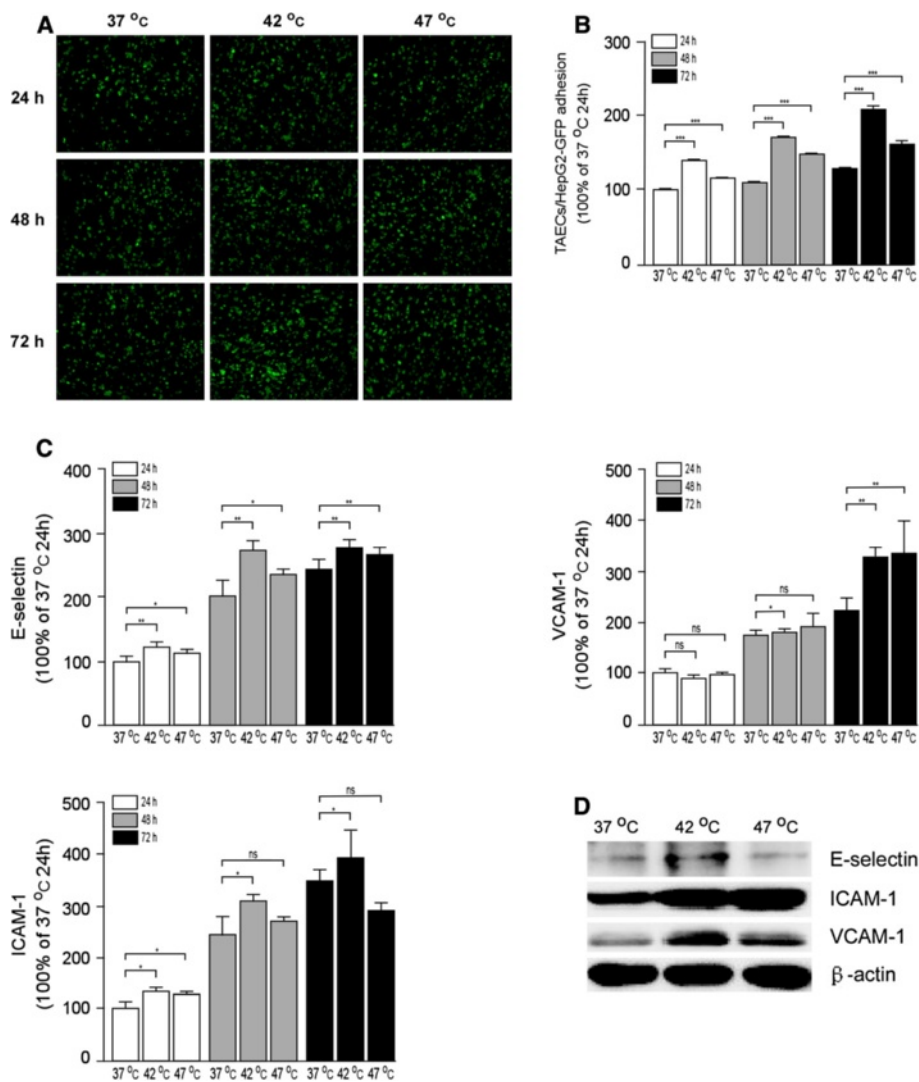 A
37 °C 42 °C 47 °C
24 h
48 h
72 h
B
TAECs/HepG2-GFP adhesion
(100% of 37 °C 24h)
300
200
100
0
24 h
48 h
72 h
*** *** *** *** *** ***
37 °C 42 °C 47 °C 37 °C 42 °C 47 °C 37 °C 42 °C 47 °C
C
E-selectin
(100% of 37 °C 24h)
400
300
200
100
0
24 h
48 h
72 h
** * ** * ** **
37 °C 42 °C 47 °C 37 °C 42 °C 47 °C 37 °C 42 °C 47 °C
VCAM-1
(100% of 37 °C 24h)
500
400
300
200
100
0
24 h
48 h
72 h
ns ns * ns ** **
37 °C 42 °C 47 °C 37 °C 42 °C 47 °C 37 °C 42 °C 47 °C
ICAM-1
(100% of 37 °C 24h)
500
400
300
200
100
0
24 h
48 h
72 h
* * * ns * ns
37 °C 42 °C 47 °C 37 °C 42 °C 47 °C 37 °C 42 °C 47 °C
D
37 °C 42 °C 47 °C
E-selectin
ICAM-1
VCAM-1
β-actin